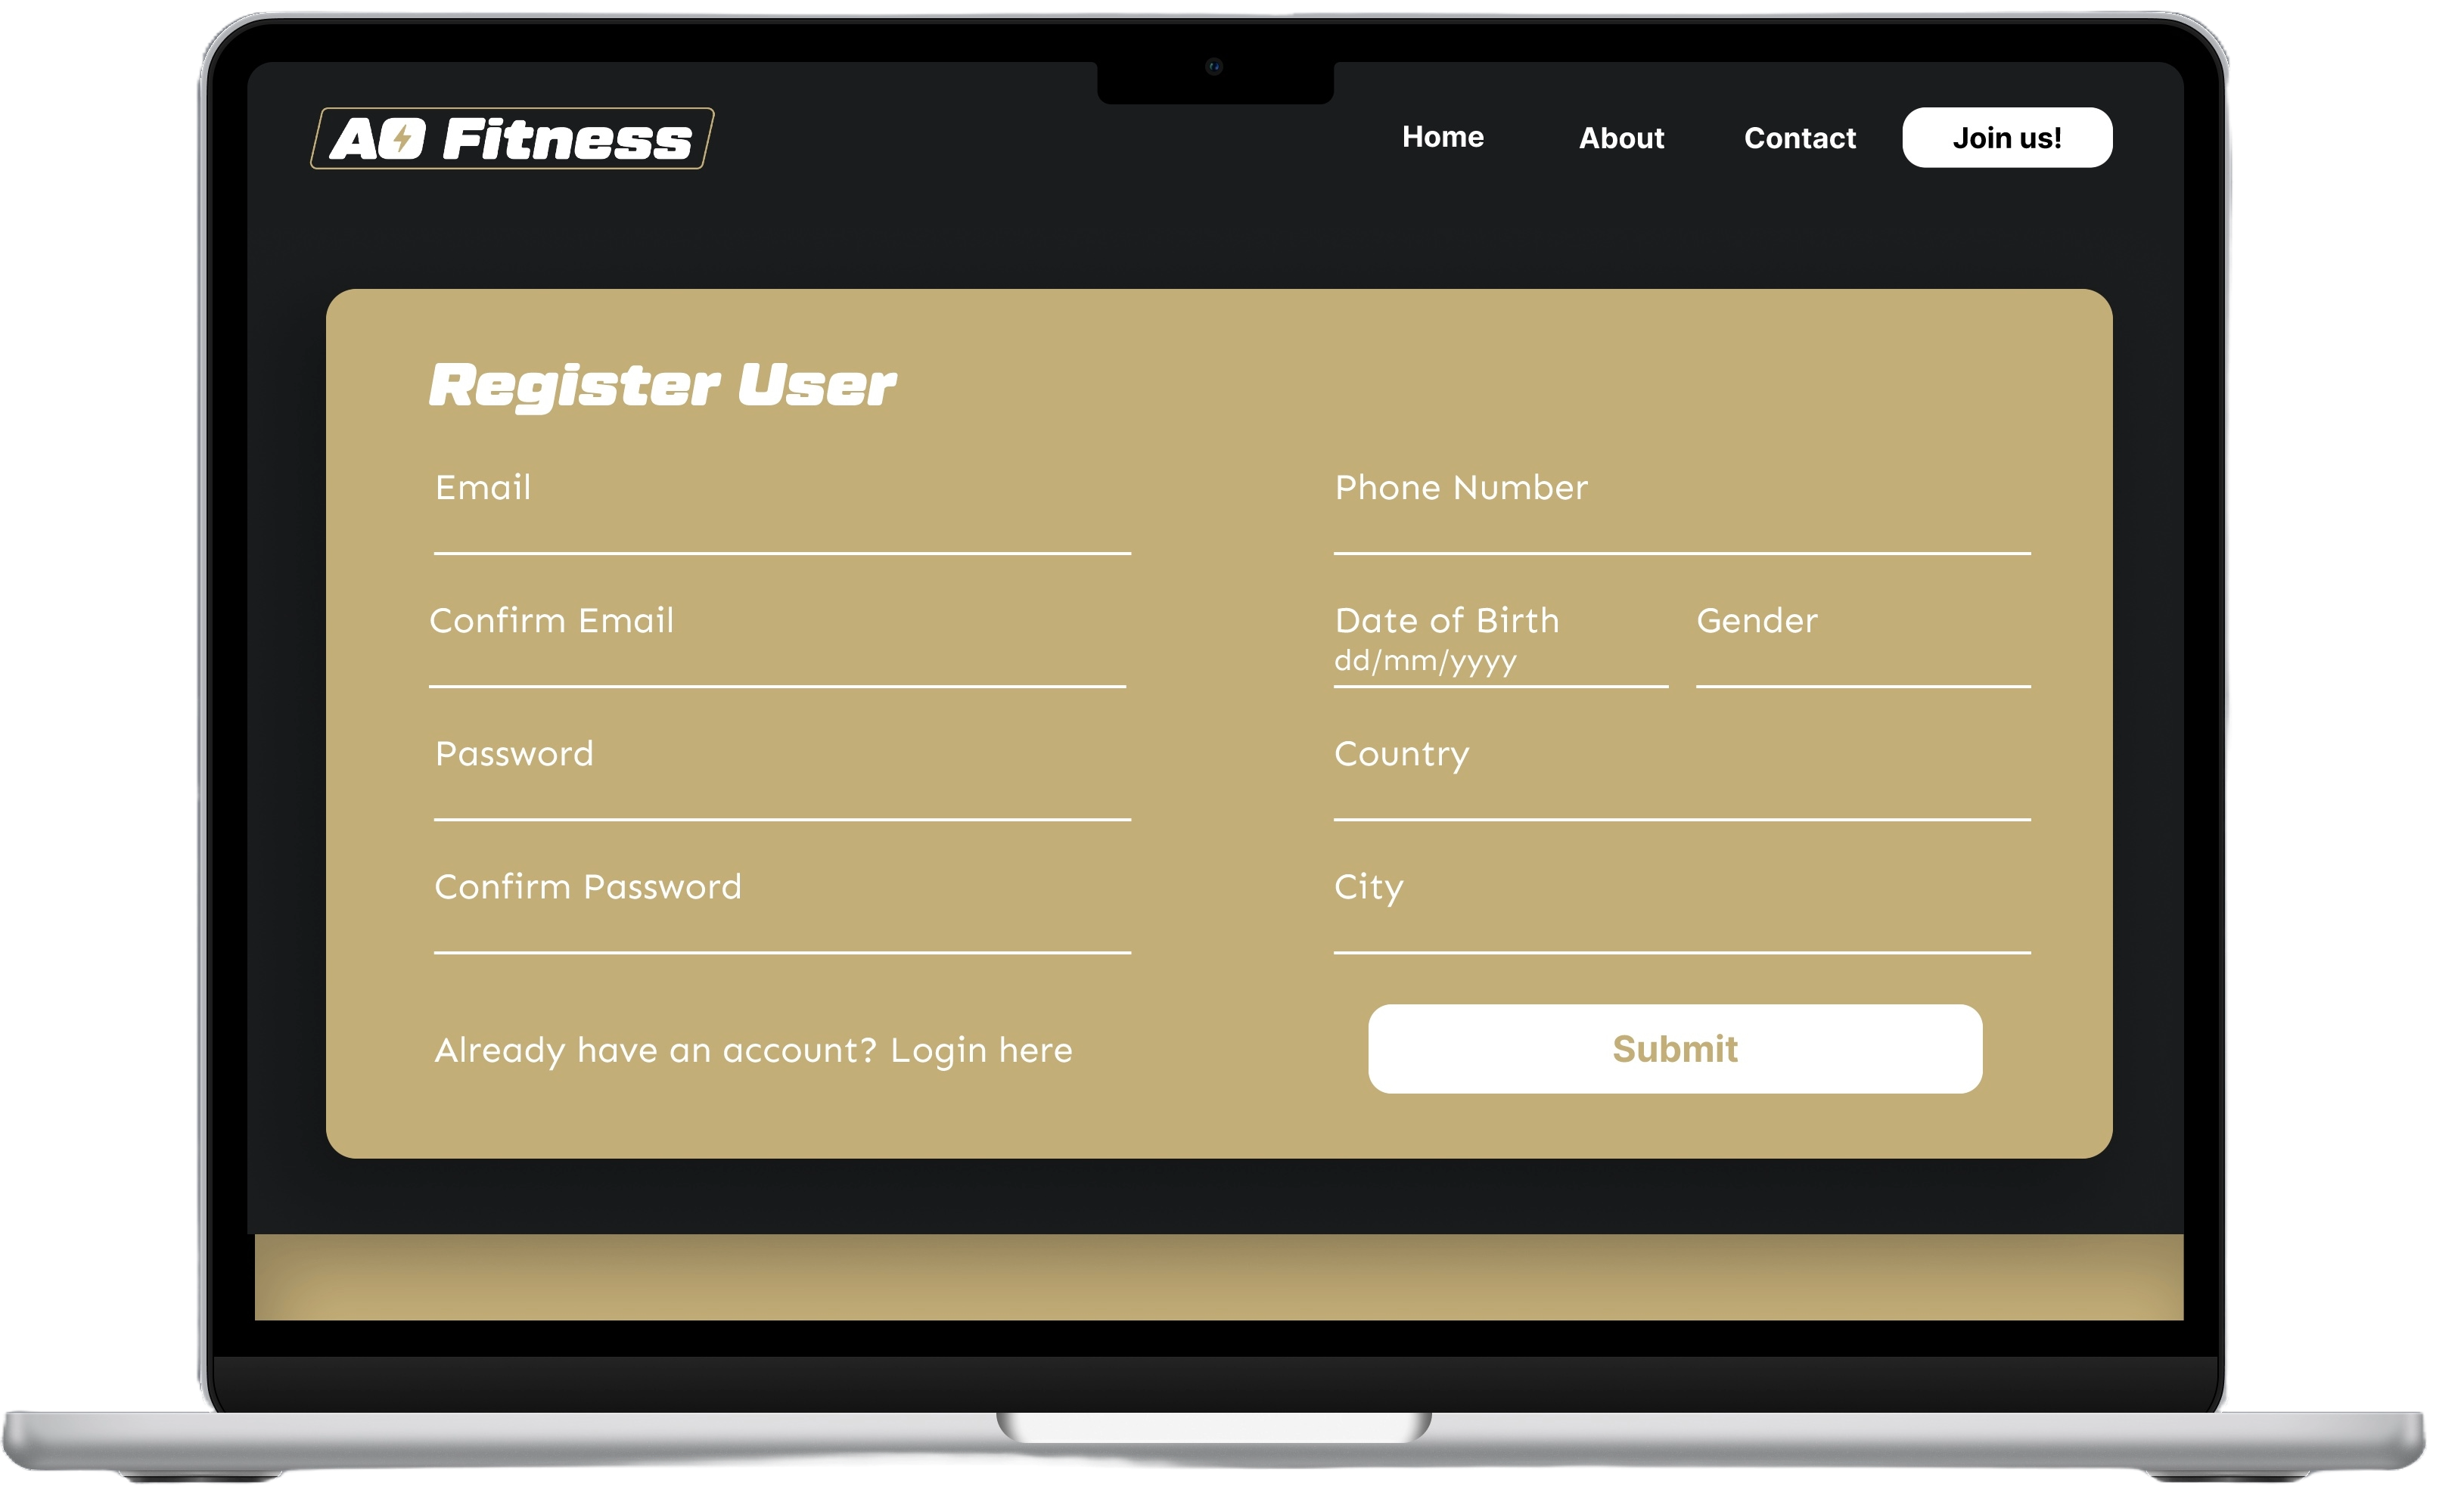 AO Fitness
Home About Contact Join us!
Register User
Email
Phone Number
Confirm Email
Date of Birth
dd/mm/yyyy
Gender
Password
Country
Confirm Password
City
Already have an account? Login here
Submit